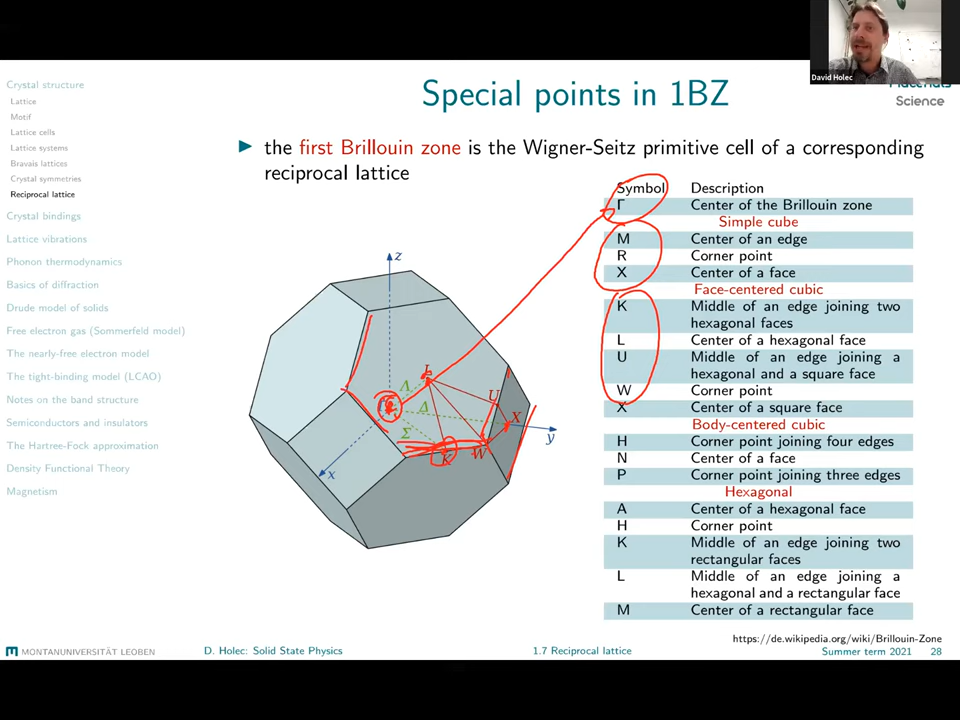 David Holec
Materials
Science
Crystal structure
Lattice
Motif
Lattice cells
Lattice systems
Bravais lattices
Crystal symmetries
Reciprocal lattice
Crystal bindings
Lattice vibrations
Phonon thermodynamics
Basics of diffraction
Drude model of solids
Free electron gas (Sommerfeld model)
The nearly-free electron model
The tight-binding model (LCAO)
Notes on the band structure
Semiconductors and insulators
The Hartree-Fock approximation
Density Functional Theory
Magnetism
Special points in 1BZ
the first Brillouin zone is the Wigner-Seitz primitive cell of a corresponding
reciprocal lattice
z
L
Λ
U
Δ
X
Σ
y
K
W
x
Symbol Description
Γ Center of the Brillouin zone
Simple cube
M Center of an edge
R Corner point
X Center of a face
Face-centered cubic
K Middle of an edge joining two
hexagonal faces
L Center of a hexagonal face
U Middle of an edge joining a
hexagonal and a square face
W Corner point
X Center of a square face
Body-centered cubic
H Corner point joining four edges
N Center of a face
P Corner point joining three edges
Hexagonal
A Center of a hexagonal face
H Corner point
K Middle of an edge joining two
rectangular faces
L Middle of an edge joining a
hexagonal and a rectangular face
M Center of a rectangular face
https://de.wikipedia.org/wiki/Brillouin-Zone
MONTANUNIVERSITÄT LEOBEN D. Holec: Solid State Physics 1.7 Reciprocal lattice Summer term 2021 28